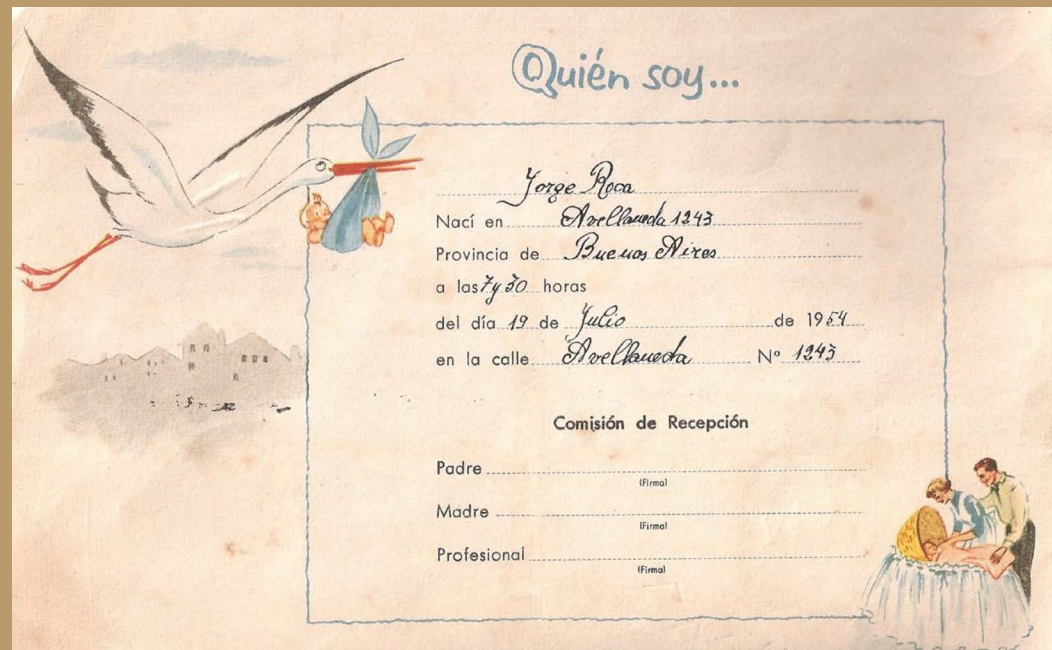 Quién soy...
Jorge Roca
Nací en Avellaneda 1243
Provincia de Buenos Aires
a las 7 y 30 horas
del día 19 de Julio de 1954
en la calle Avellaneda Nº 1243
Comisión de Recepción
Padre
(Firma)
Madre
(Firma)
Profesional
(Firma)